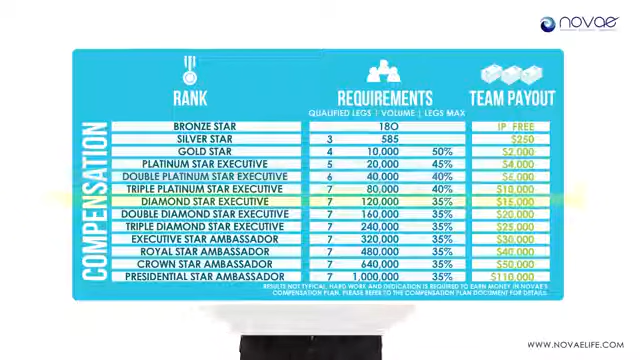 novae
COMPENSATION
RANK REQUIREMENTS TEAM PAYOUT
QUALIFIED LEGS | VOLUME | LEGS MAX
BRONZE STAR 180 IP FREE
SILVER STAR 3 585 $250
GOLD STAR 4 10,000 50% $2,000
PLATINUM STAR EXECUTIVE 5 20,000 45% $4,000
DOUBLE PLATINUM STAR EXECUTIVE 6 40,000 40%
TRIPLE PLATINUM STAR EXECUTIVE 7 80,000 40% $10,000
DIAMOND STAR EXECUTIVE 7 120,000 35% $15,000
DOUBLE DIAMOND STAR EXECUTIVE 7 160,000 35% $20,000
TRIPLE DIAMOND STAR EXECUTIVE 7 240,000 35% $25,000
EXECUTIVE STAR AMBASSADOR 7 320,000 35% $30,000
ROYAL STAR AMBASSADOR 7 480,000 35% $40,000
CROWN STAR AMBASSADOR 7 640,000 35% $50,000
PRESIDENTIAL STAR AMBASSADOR 7 1,000,000 35% $110,000
RESULTS NOT TYPICAL. HARD WORK AND DEDICATION IS REQUIRED TO EARN MONEY IN NOVAE'S
COMPENSATION PLAN. PLEASE REFER TO THE COMPENSATION PLAN DOCUMENT FOR DETAILS.
WWW.NOVAELIFE.COM